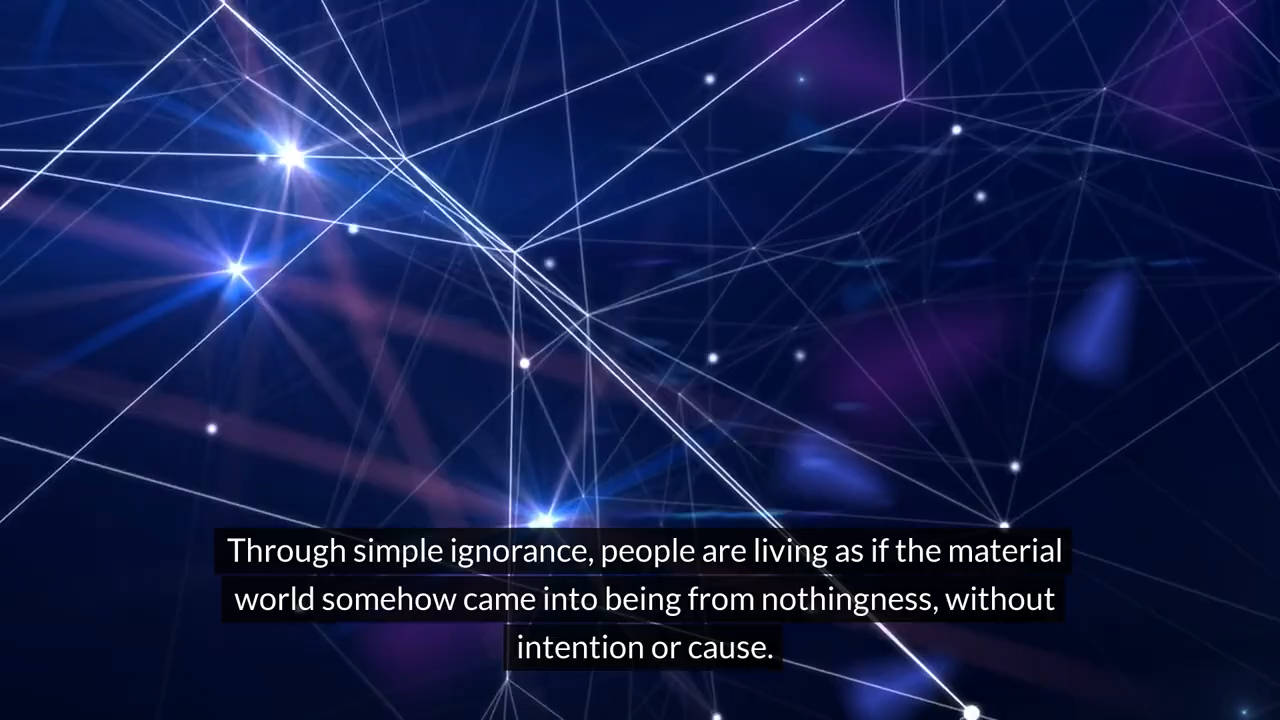 Through simple ignorance, people are living as if the material
world somehow came into being from nothingness, without
intention or cause.